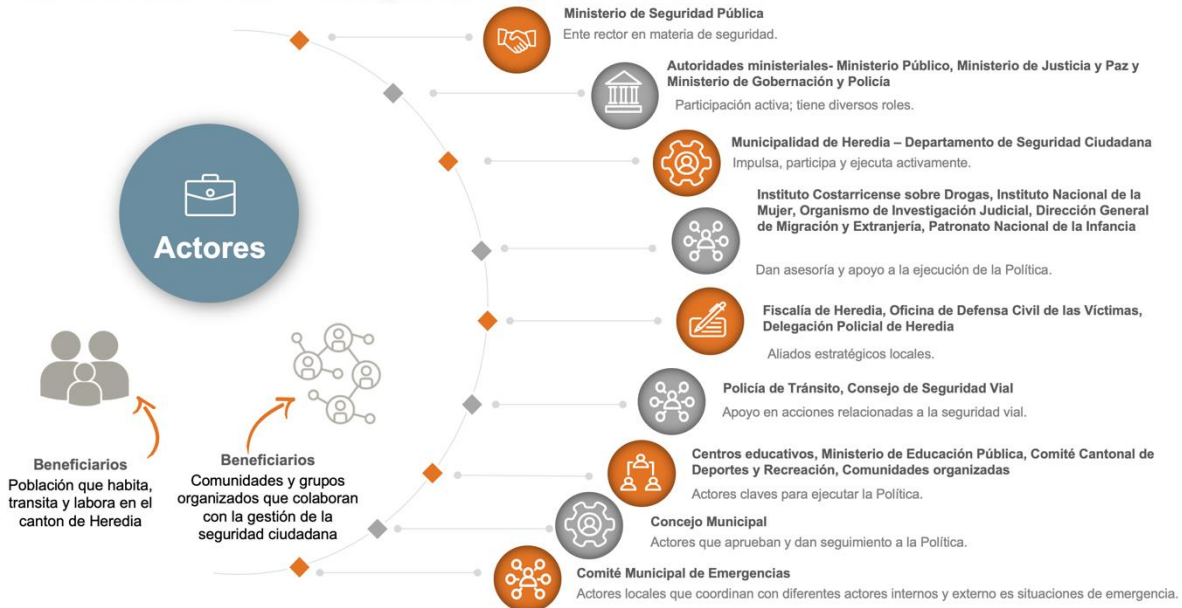 Ministerio de Seguridad Pública
Ente rector en materia de seguridad.
Autoridades ministeriales- Ministerio Público, Ministerio de Justicia y Paz y
Ministerio de Gobernación y Policía
Participación activa; tiene diversos roles.
Municipalidad de Heredia – Departamento de Seguridad Ciudadana
Impulsa, participa y ejecuta activamente.
Instituto Costarricense sobre Drogas, Instituto Nacional de la
Mujer, Organismo de Investigación Judicial, Dirección General
de Migración y Extranjería, Patronato Nacional de la Infancia
Dan asesoría y apoyo a la ejecución de la Política.
Actores
Fiscalía de Heredia, Oficina de Defensa Civil de las Víctimas,
Delegación Policial de Heredia
Aliados estratégicos locales.
Policía de Tránsito, Consejo de Seguridad Vial
Apoyo en acciones relacionadas a la seguridad vial.
Centros educativos, Ministerio de Educación Pública, Comité Cantonal de
Deportes y Recreación, Comunidades organizadas
Actores claves para ejecutar la Política.
Concejo Municipal
Actores que aprueban y dan seguimiento a la Política.
Comité Municipal de Emergencias
Actores locales que coordinan con diferentes actores internos y externo es situaciones de emergencia.
Beneficiarios
Población que habita,
transita y labora en el
canton de Heredia
Beneficiarios
Comunidades y grupos
organizados que colaboran
con la gestión de la
seguridad ciudadana